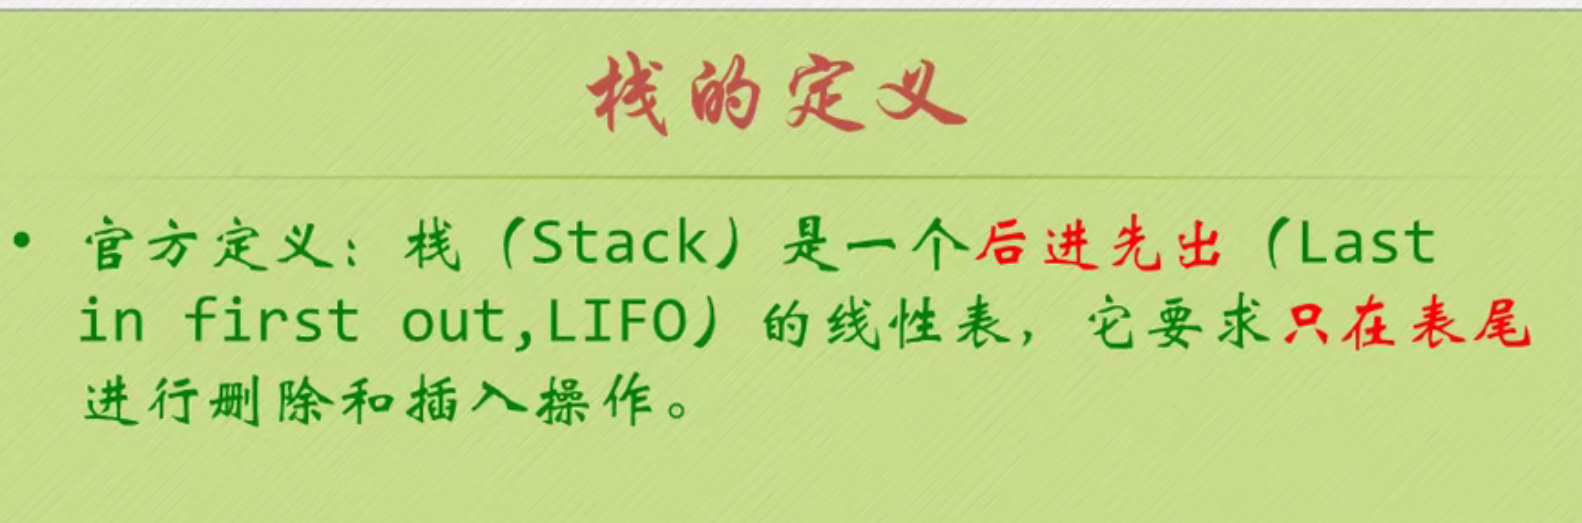 栈的定义
• 官方定义：栈（Stack）是一个后进先出（Last
in first out,LIFO）的线性表，它要求只在表尾
进行删除和插入操作。